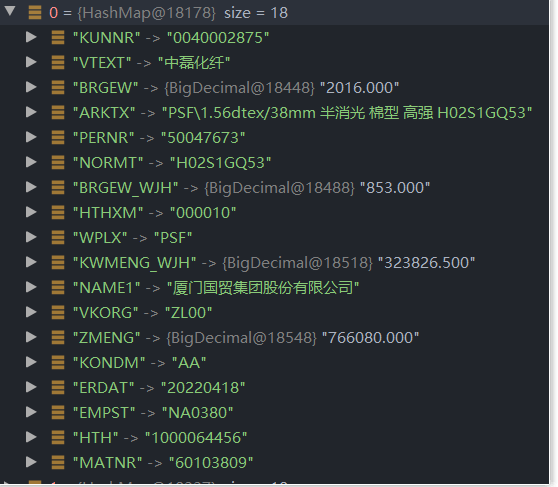 0 = {HashMap@18178} size = 18
"KUNNR" -> "0040002875"
"VTEXT" -> "中磊化纤"
"BRGEW" -> {BigDecimal@18448} "2016.000"
"ARKTX" -> "PSF\1.56dtex/38mm 半消光 棉型 高强 H02S1GQ53"
"PERNR" -> "50047673"
"NORMT" -> "H02S1GQ53"
"BRGEW_WJH" -> {BigDecimal@18488} "853.000"
"HTHXM" -> "000010"
"WPLX" -> "PSF"
"KWMENG_WJH" -> {BigDecimal@18518} "323826.500"
"NAME1" -> "厦门国贸集团股份有限公司"
"VKORG" -> "ZL00"
"ZMENG" -> {BigDecimal@18548} "766080.000"
"KONDM" -> "AA"
"ERDAT" -> "20220418"
"EMPST" -> "NA0380"
"HTH" -> "1000064456"
"MATNR" -> "60103809"